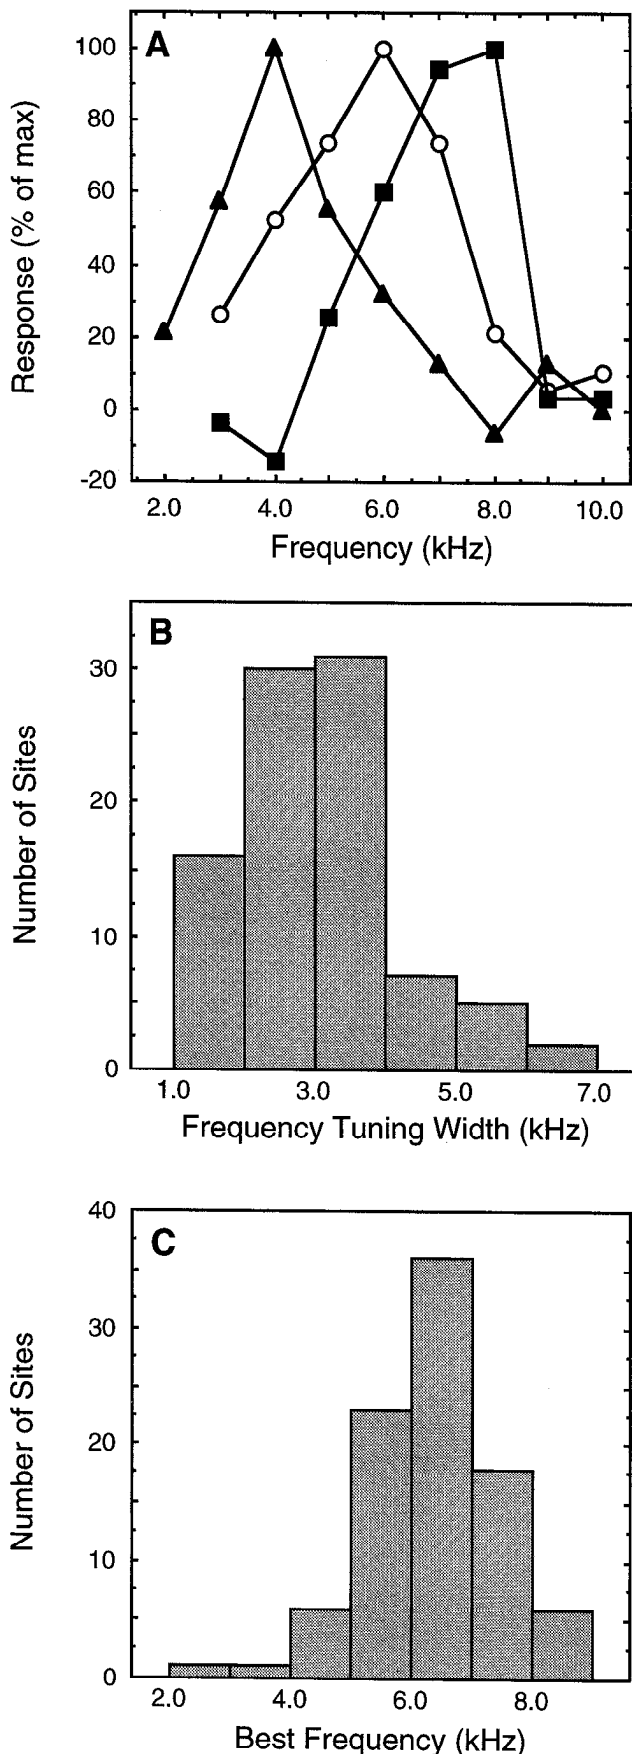 A
100
80
60
40
20
0
-20
Response (% of max)
2.0 4.0 6.0 8.0 10.0
Frequency (kHz)
B
30
20
10
0
Number of Sites
1.0 3.0 5.0 7.0
Frequency Tuning Width (kHz)
C
40
30
20
10
0
Number of Sites
2.0 4.0 6.0 8.0
Best Frequency (kHz)